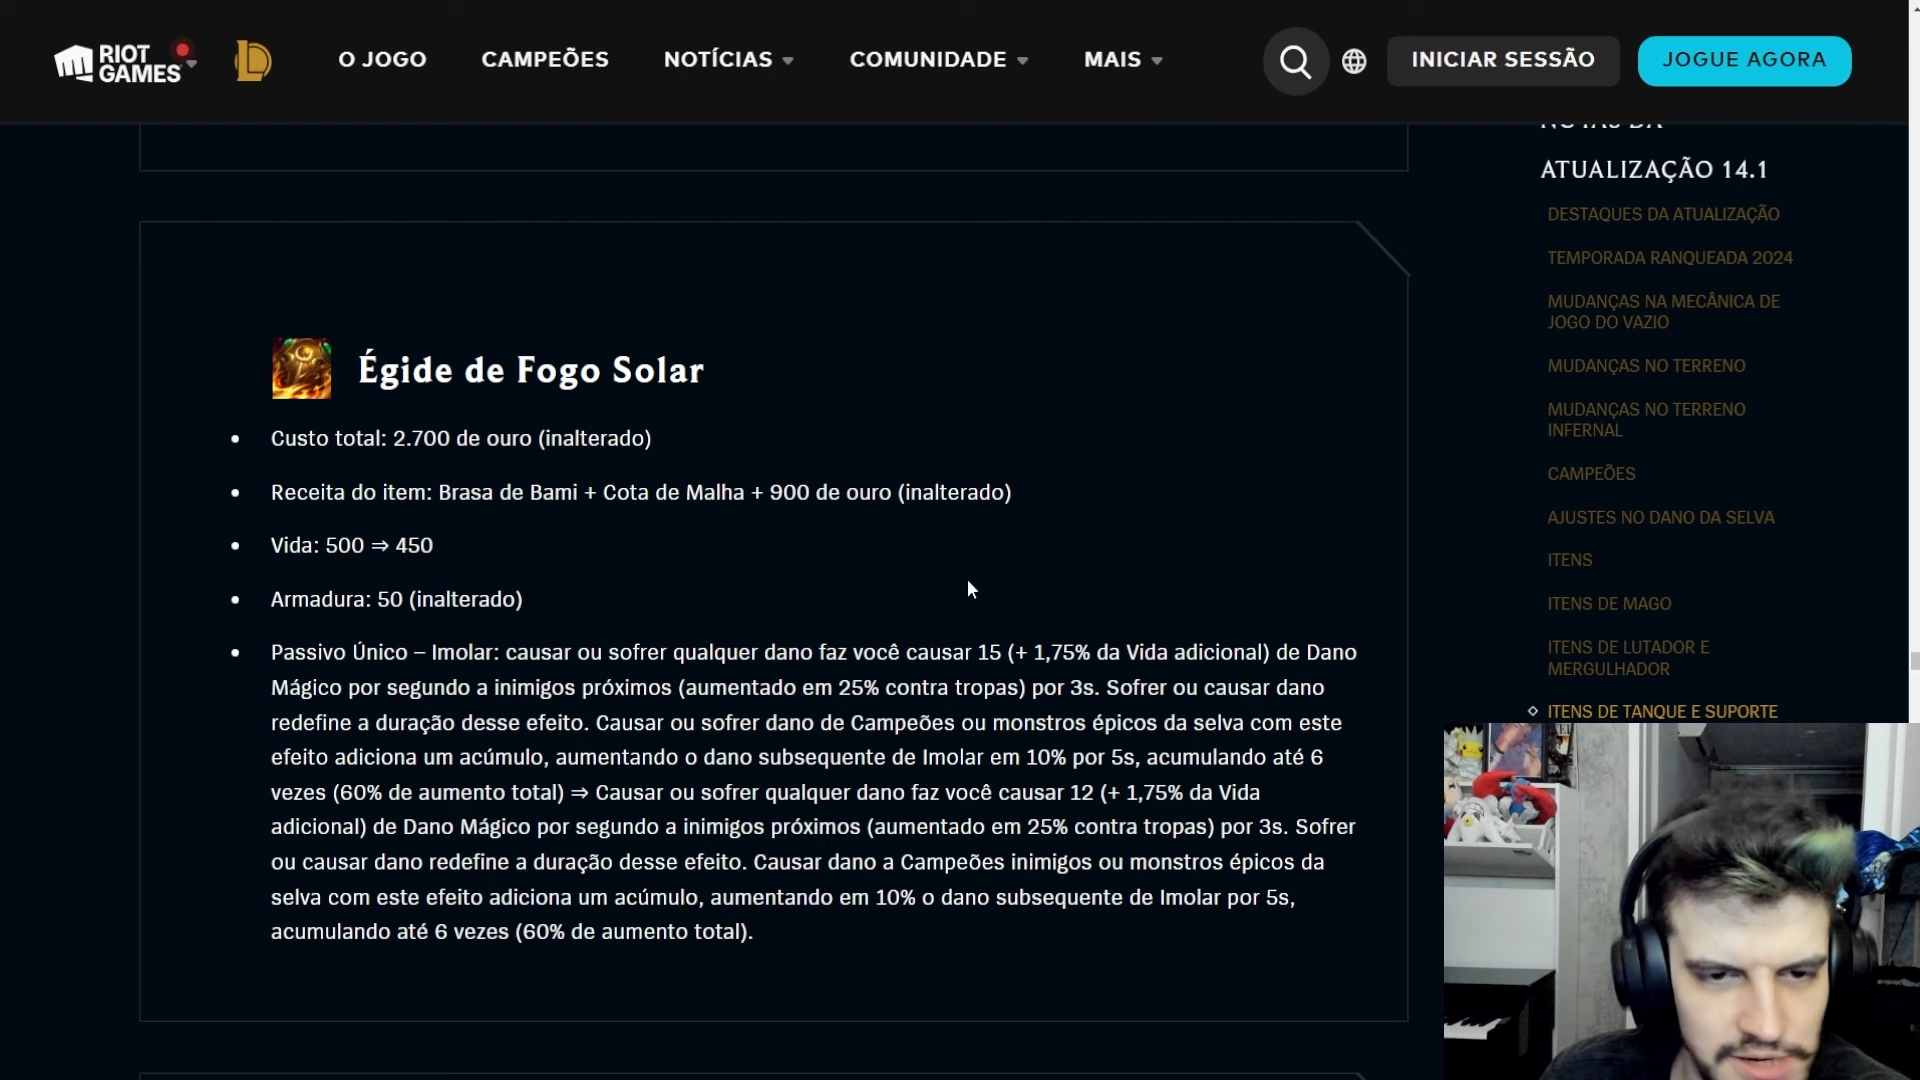 RIOT GAMES
O JOGO
CAMPEÕES
NOTÍCIAS
COMUNIDADE
MAIS
INICIAR SESSÃO
JOGUE AGORA
NOTAS DA
ATUALIZAÇÃO 14.1
DESTAQUES DA ATUALIZAÇÃO
TEMPORADA RANQUEADA 2024
MUDANÇAS NA MECÂNICA DE
JOGO DO VAZIO
MUDANÇAS NO TERRENO
MUDANÇAS NO TERRENO
INFERNAL
CAMPEÕES
AJUSTES NO DANO DA SELVA
ITENS
ITENS DE MAGO
ITENS DE LUTADOR E
MERGULHADOR
ITENS DE TANQUE E SUPORTE
Égide de Fogo Solar
Custo total: 2.700 de ouro (inalterado)
Receita do item: Brasa de Bami + Cota de Malha + 900 de ouro (inalterado)
Vida: 500 ⇒ 450
Armadura: 50 (inalterado)
Passivo Único – Imolar: causar ou sofrer qualquer dano faz você causar 15 (+ 1,75% da Vida adicional) de Dano
Mágico por segundo a inimigos próximos (aumentado em 25% contra tropas) por 3s. Sofrer ou causar dano
redefine a duração desse efeito. Causar ou sofrer dano de Campeões ou monstros épicos da selva com este
efeito adiciona um acúmulo, aumentando o dano subsequente de Imolar em 10% por 5s, acumulando até 6
vezes (60% de aumento total) ⇒ Causar ou sofrer qualquer dano faz você causar 12 (+ 1,75% da Vida
adicional) de Dano Mágico por segundo a inimigos próximos (aumentado em 25% contra tropas) por 3s. Sofrer
ou causar dano redefine a duração desse efeito. Causar dano a Campeões inimigos ou monstros épicos da
selva com este efeito adiciona um acúmulo, aumentando em 10% o dano subsequente de Imolar por 5s,
acumulando até 6 vezes (60% de aumento total).